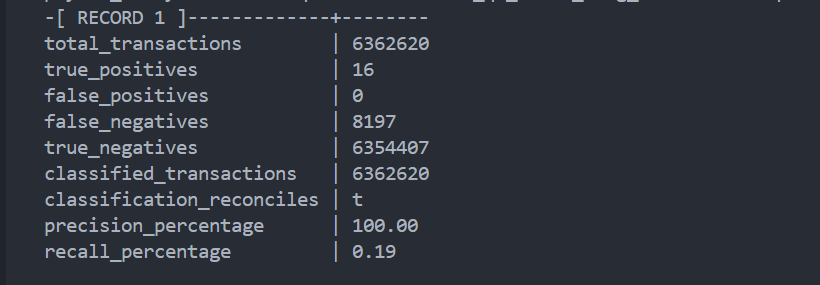 -[ RECORD 1 ]-------------+--------
total_transactions        | 6362620
true_positives            | 16
false_positives           | 0
false_negatives           | 8197
true_negatives            | 6354407
classified_transactions   | 6362620
classification_reconciles | t
precision_percentage      | 100.00
recall_percentage         | 0.19